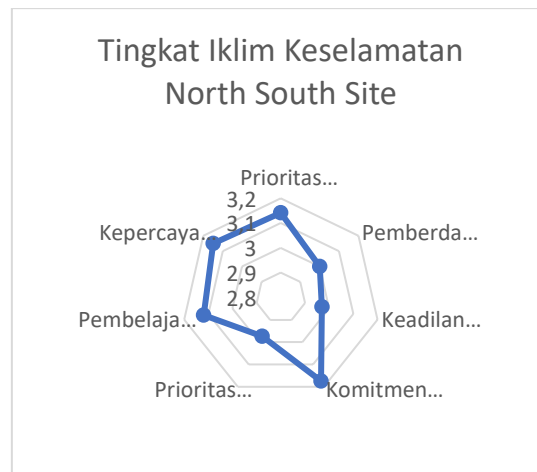 Tingkat Iklim Keselamatan
North South Site
Prioritas...
Pemberda...
Keadilan...
Komitmen...
Prioritas...
Pembelaja...
Kepercaya...
3,2
3,1
3
2,9
2,8